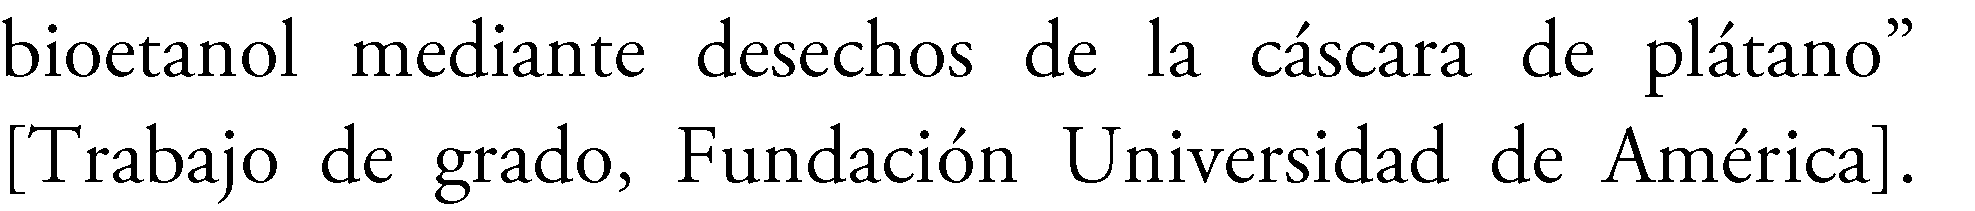 bioetanol mediante desechos de la cáscara de plátano”
[Trabajo de grado, Fundación Universidad de América].